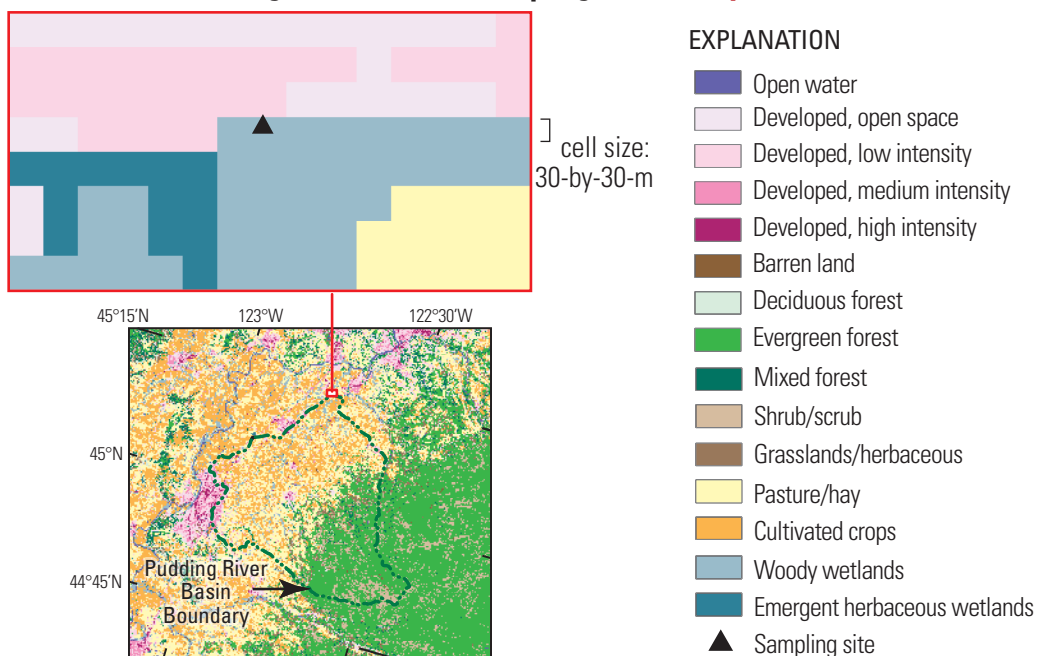 cell size:
30-by-30-m
45°15'N
123°W
122°30'W
45°N
44°45'N
Pudding River
Basin
Boundary
EXPLANATION
Open water
Developed, open space
Developed, low intensity
Developed, medium intensity
Developed, high intensity
Barren land
Deciduous forest
Evergreen forest
Mixed forest
Shrub/scrub
Grasslands/herbaceous
Pasture/hay
Cultivated crops
Woody wetlands
Emergent herbaceous wetlands
Sampling site